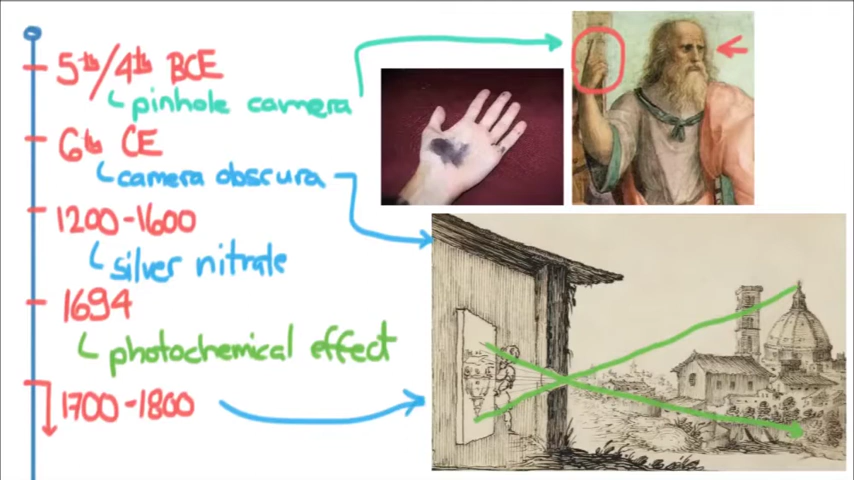 5th/4th BCE
pinhole camera
6th CE
camera obscura
1200-1600
silver nitrate
1694
photochemical effect
1700-1800